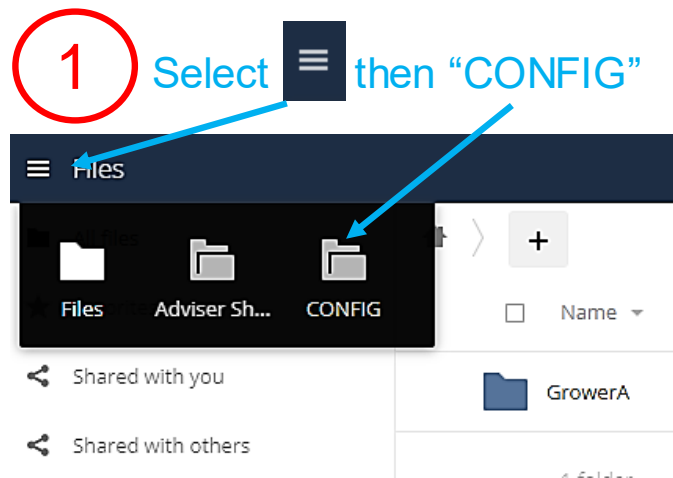 1 Select ≡ then “CONFIG”
Files
Files
Adviser Sh...
CONFIG
+
Name
Shared with you
GrowerA
Shared with others